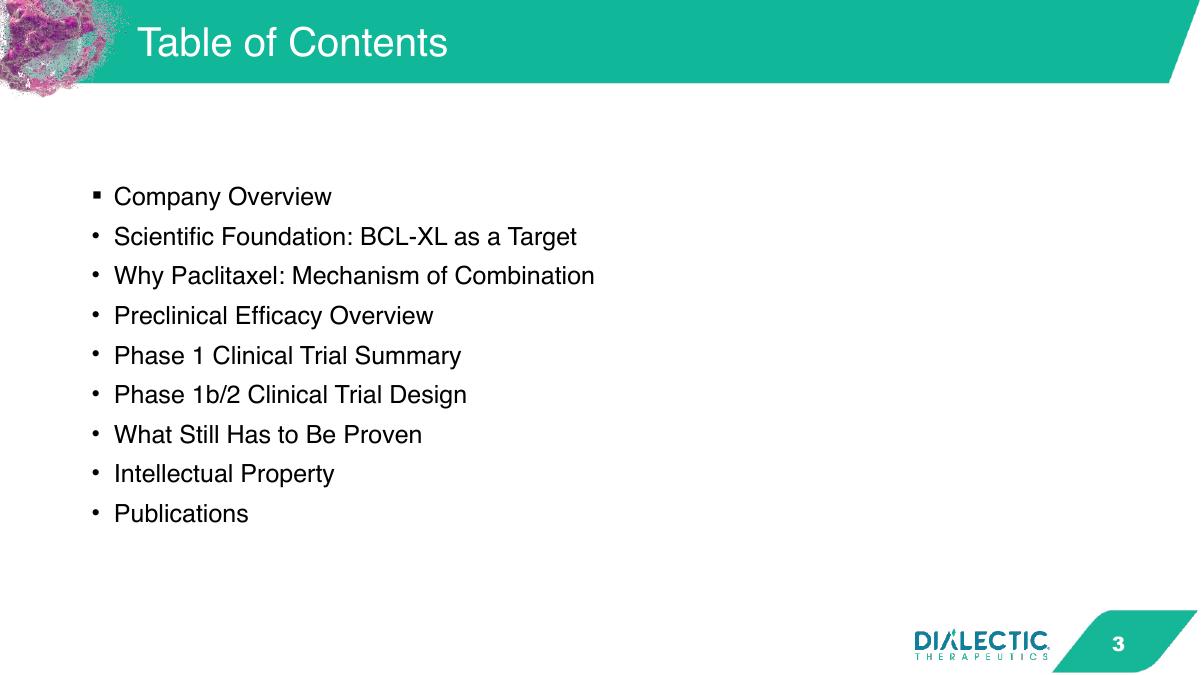 Table of Contents
▪ Company Overview
• Scientific Foundation: BCL-XL as a Target
• Why Paclitaxel: Mechanism of Combination
• Preclinical Efficacy Overview
• Phase 1 Clinical Trial Summary
• Phase 1b/2 Clinical Trial Design
• What Still Has to Be Proven
• Intellectual Property
• Publications
DIALECTIC
THERAPEUTICS
3